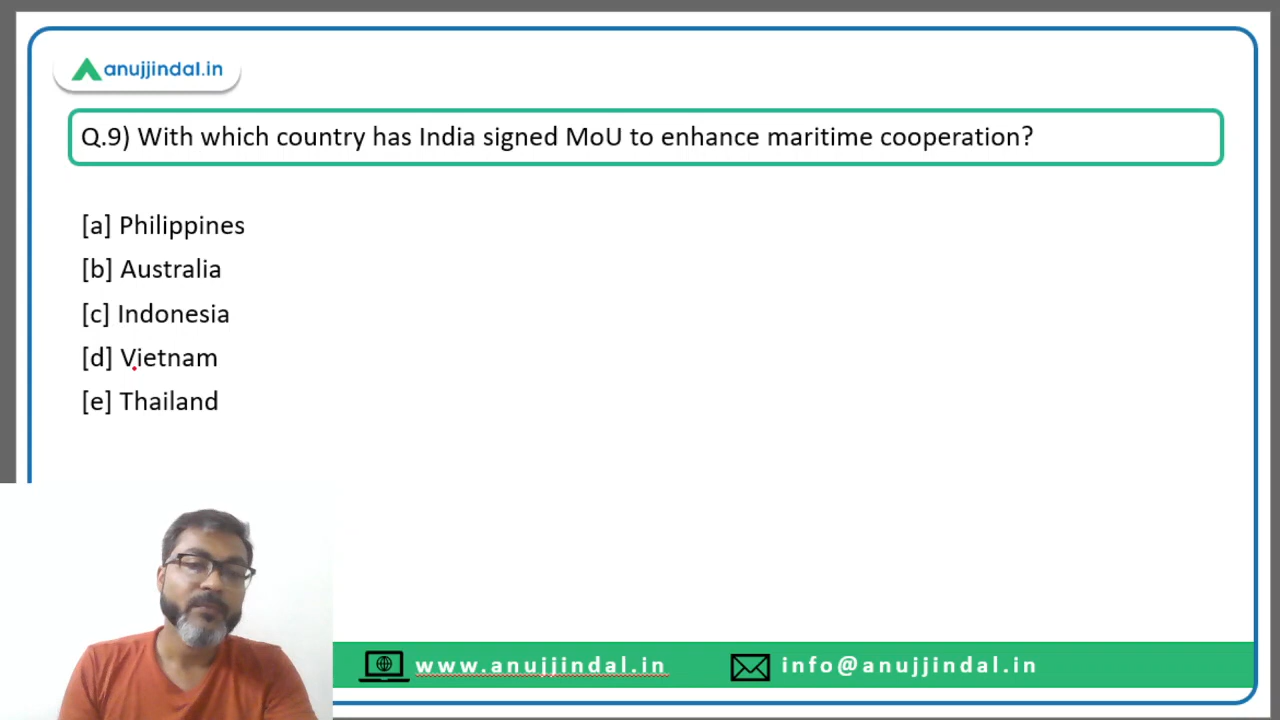 anujjindal.in
Q.9) With which country has India signed MoU to enhance maritime cooperation?
[a] Philippines
[b] Australia
[c] Indonesia
[d] Vietnam
[e] Thailand
www.anujjindal.in
info@anujjindal.in